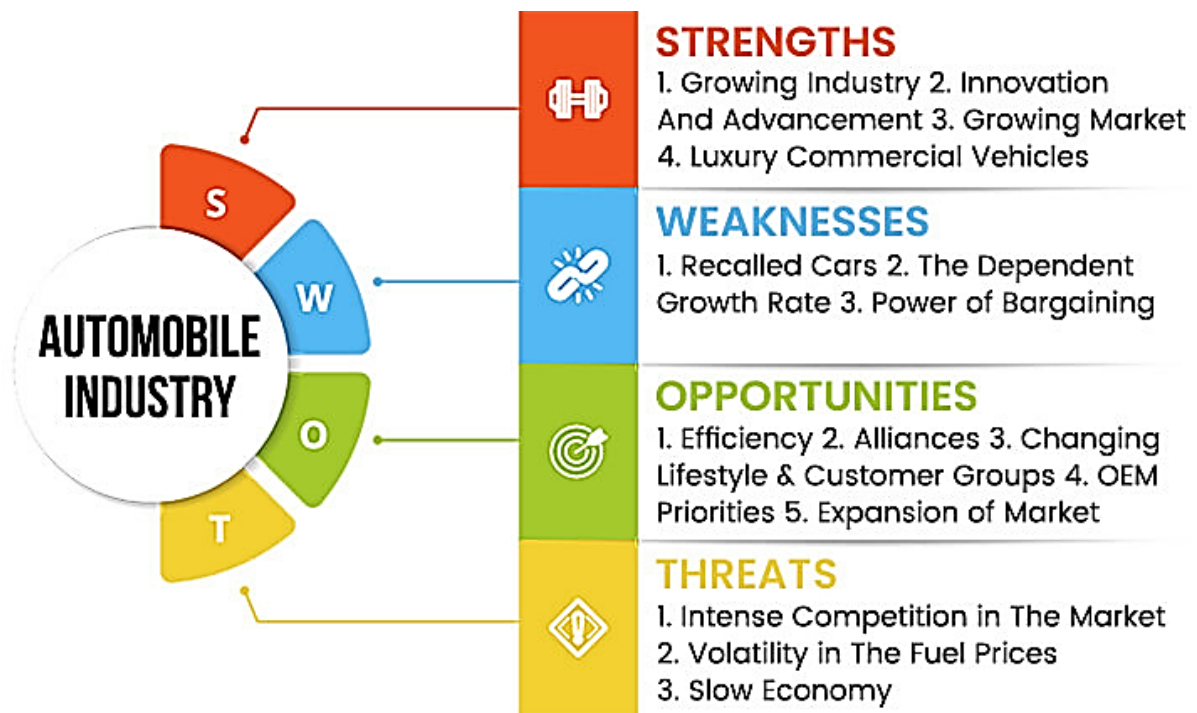 AUTOMOBILE
INDUSTRY
S
W
O
T
STRENGTHS
1. Growing Industry 2. Innovation
And Advancement 3. Growing Market
4. Luxury Commercial Vehicles
WEAKNESSES
1. Recalled Cars 2. The Dependent
Growth Rate 3. Power of Bargaining
OPPORTUNITIES
1. Efficiency 2. Alliances 3. Changing
Lifestyle & Customer Groups 4. OEM
Priorities 5. Expansion of Market
THREATS
1. Intense Competition in The Market
2. Volatility in The Fuel Prices
3. Slow Economy